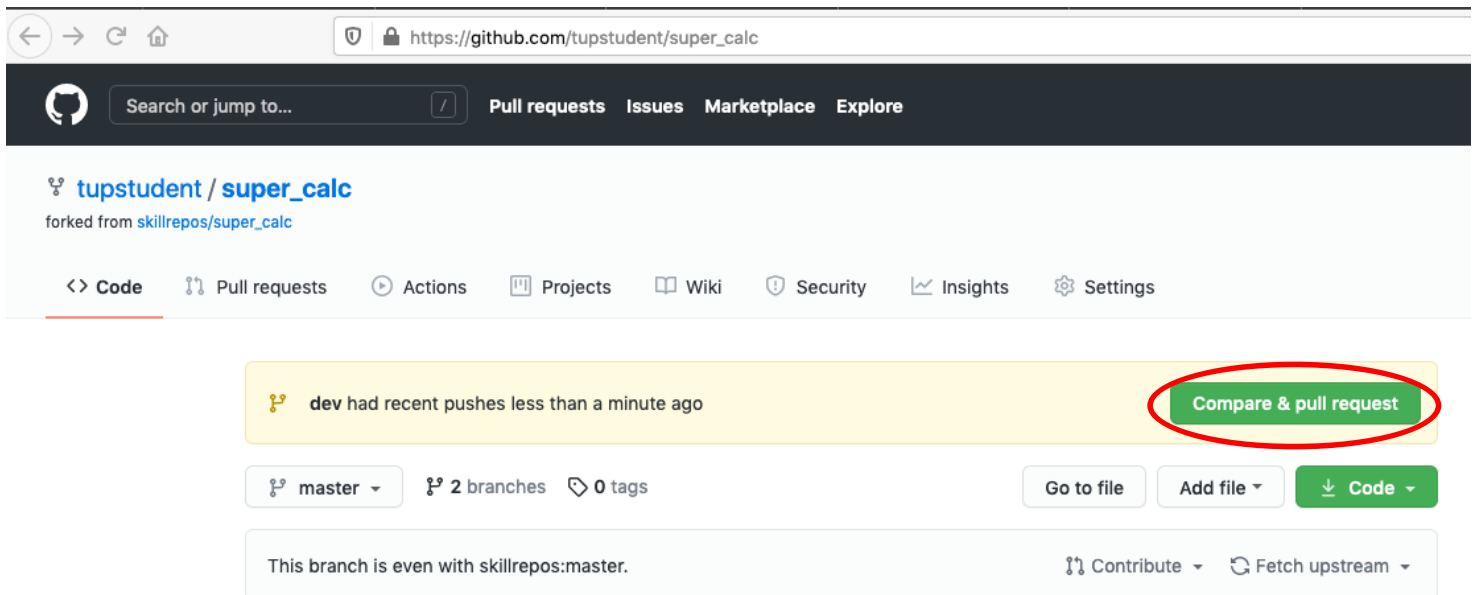 https://github.com/tupstudent/super_calc
Search or jump to... / Pull requests Issues Marketplace Explore
tupstudent / super_calc
forked from skillrepos/super_calc
<> Code Pull requests Actions Projects Wiki Security Insights Settings
dev had recent pushes less than a minute ago Compare & pull request
master 2 branches 0 tags Go to file Add file Code
This branch is even with skillrepos:master. Contribute Fetch upstream